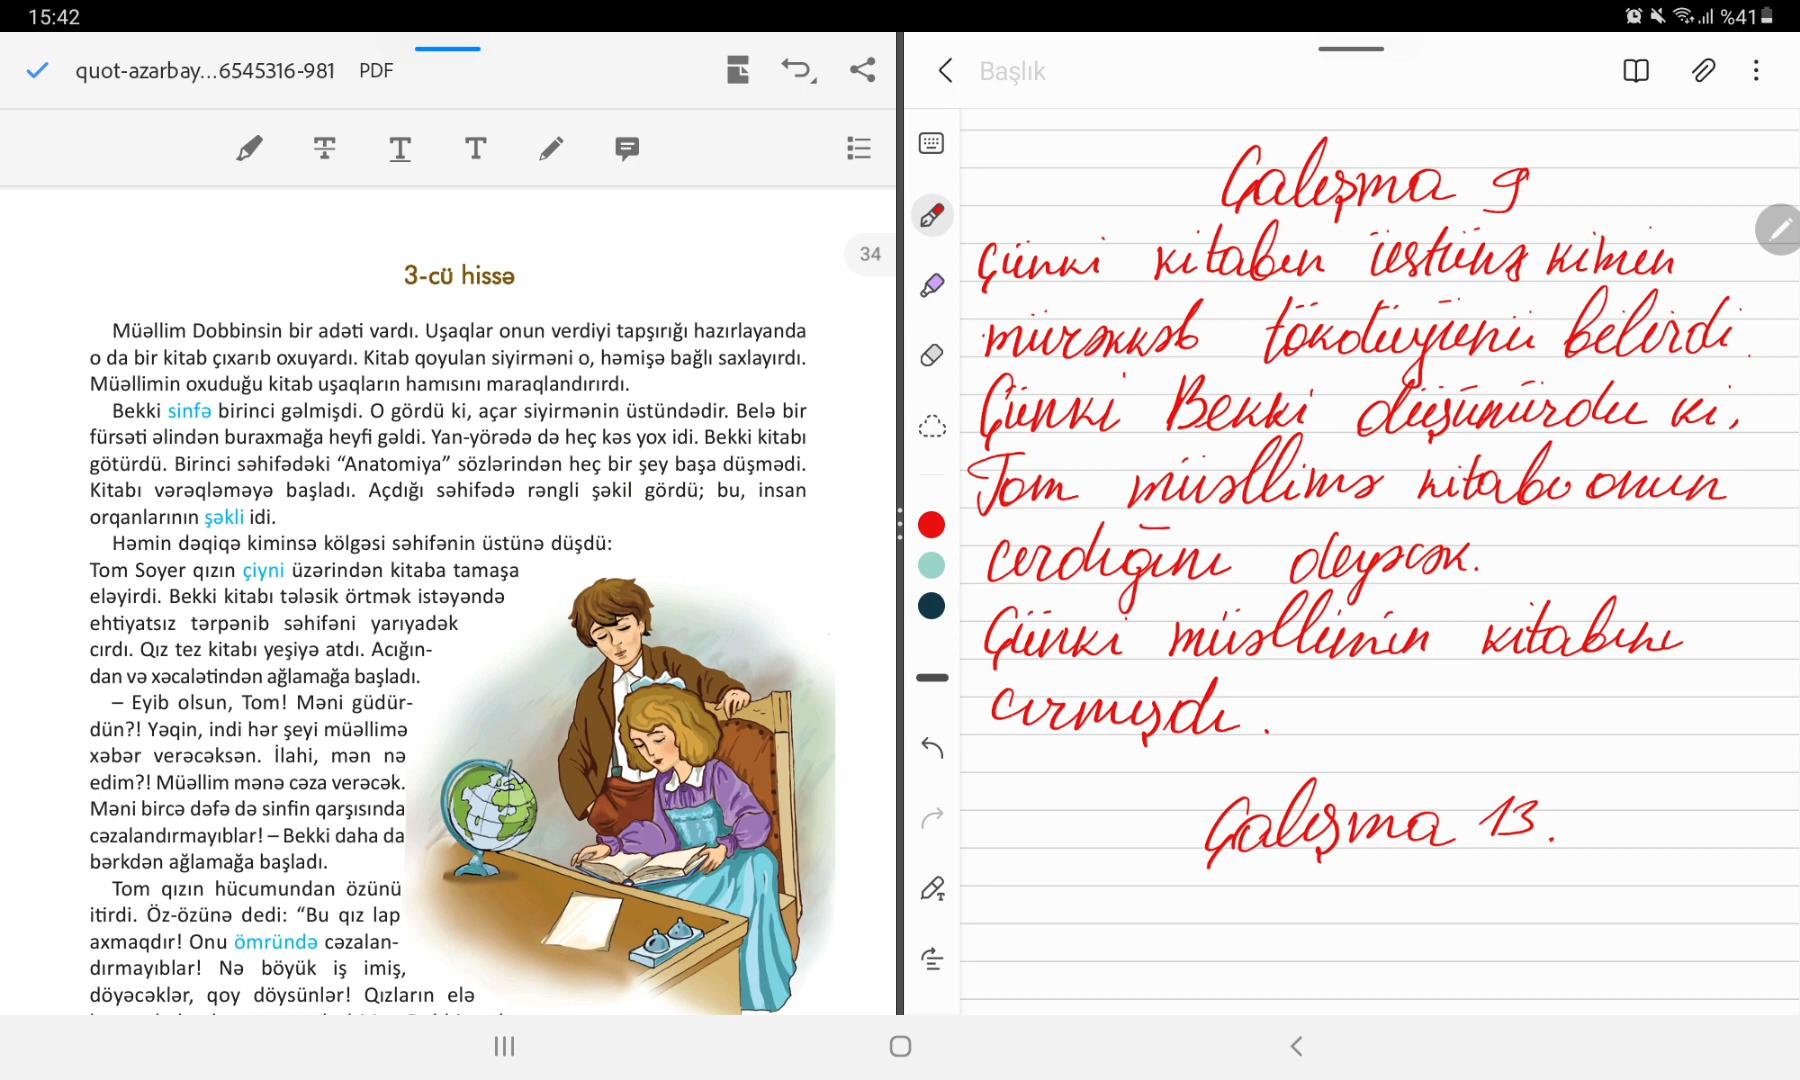 15:42
%41
quot-azarbay...6545316-981 PDF
34
3-cü hissə
Müəllim Dobbinsin bir adəti vardı. Uşaqlar onun verdiyi tapşırığı hazırlayanda
o da bir kitab çıxarıb oxuyardı. Kitab qoyulan siyirməni o, həmişə bağlı saxlayırdı.
Müəllimin oxuduğu kitab uşaqların hamısını maraqlandırırdı.
Bekki sinfə birinci gəlmişdi. O gördü ki, açar siyirmənin üstündədir. Belə bir
fürsəti əlindən buraxmağa heyfi gəldi. Yan-yörədə də heç kəs yox idi. Bekki kitabı
götürdü. Birinci səhifədəki “Anatomiya” sözlərindən heç bir şey başa düşmədi.
Kitabı vərəqləməyə başladı. Açdığı səhifədə rəngli şəkil gördü; bu, insan
orqanlarının şəkli idi.
Həmin dəqiqə kiminsə kölgəsi səhifənin üstünə düşdü:
Tom Soyer qızın çiyni üzərindən kitaba tamaşa
eləyirdi. Bekki kitabı tələsik örtmək istəyəndə
ehtiyatsız tərpənib səhifəni yarıyadək
cırdı. Qız tez kitabı yeşiyə atdı. Acığın-
dan və xəcalətindən ağlamağa başladı.
– Eyib olsun, Tom! Məni güdür-
dün?! Yəqin, indi hər şeyi müəllimə
xəbər verəcəksən. İlahi, mən nə
edim?! Müəllim mənə cəza verəcək.
Məni bircə dəfə də sinfin qarşısında
cəzalandırmayıblar! – Bekki daha da
bərkdən ağlamağa başladı.
Tom qızın hücumundan özünü
itirdi. Öz-özünə dedi: “Bu qız lap
axmaqdır! Onu ömründə cəzalan-
dırmayıblar! Nə böyük iş imiş,
döyəcəklər, qoy döysünlər! Qızların elə
Başlık
Çalışma 9
Çünki kitabın üstünə kimin
mürəkkəb tökdüyünü bilirdi.
Çünki Bekki düşünürdu ki,
Tom müəllimə kitabı onun
cırdığını deyəcək.
Çünki müəllimin kitabını
cırmışdı.
Çalışma 13.